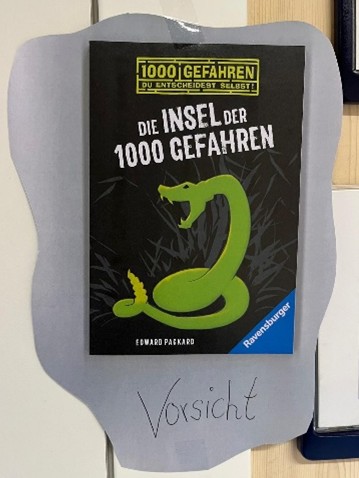 1000 GEFAHREN
DU ENTSCHEIDEST SELBST!
DIE INSEL DER
1000 GEFAHREN
EDWARD PACKARD
Ravensburger
Vorsicht